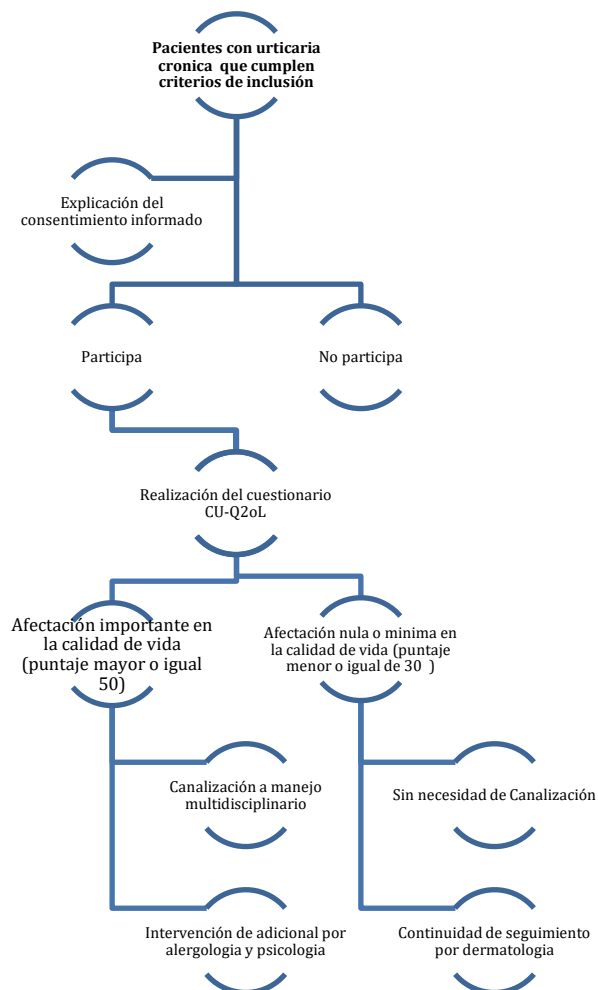 Pacientes con urticaria
cronica que cumplen
criterios de inclusión
Explicación del
consentimiento informado
Participa
No participa
Realización del cuestionario
CU-Q2oL
Afectación importante en
la calidad de vida
(puntaje mayor o igual
50)
Afectación nula o minima en
la calidad de vida (puntaje
menor o igual de 30 )
Canalización a manejo
multidisciplinario
Sin necesidad de Canalización
Intervención de adicional por
alergologia y psicologia
Continuidad de seguimiento
por dermatologia